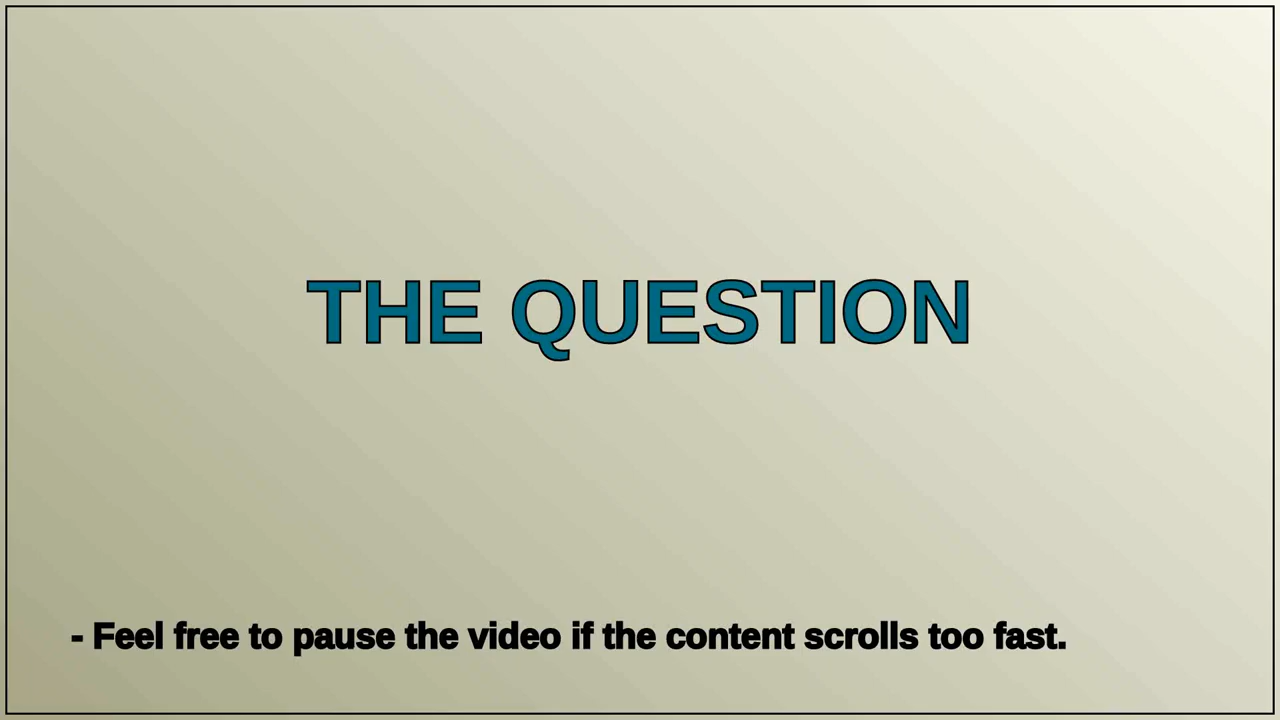 THE QUESTION
- Feel free to pause the video if the content scrolls too fast.